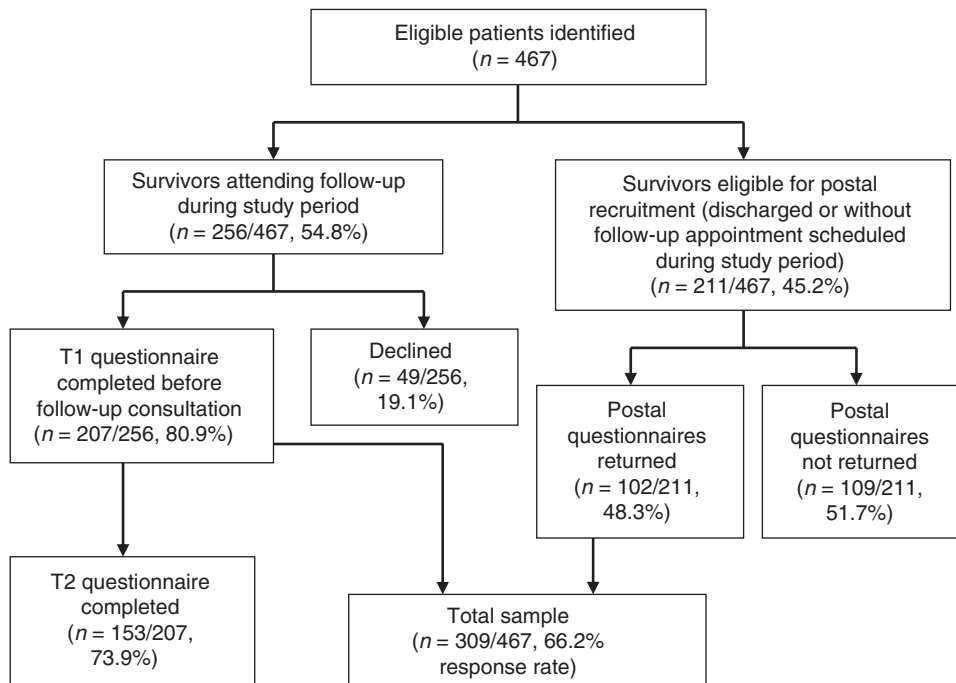 Eligible patients identified
(n = 467)
Survivors attending follow-up
during study period
(n = 256/467, 54.8%)
Survivors eligible for postal
recruitment (discharged or without
follow-up appointment scheduled
during study period)
(n = 211/467, 45.2%)
T1 questionnaire
completed before
follow-up consultation
(n = 207/256, 80.9%)
Declined
(n = 49/256,
19.1%)
Postal
questionnaires
returned
(n = 102/211,
48.3%)
Postal
questionnaires
not returned
(n = 109/211,
51.7%)
T2 questionnaire
completed
(n = 153/207,
73.9%)
Total sample
(n = 309/467, 66.2%
response rate)